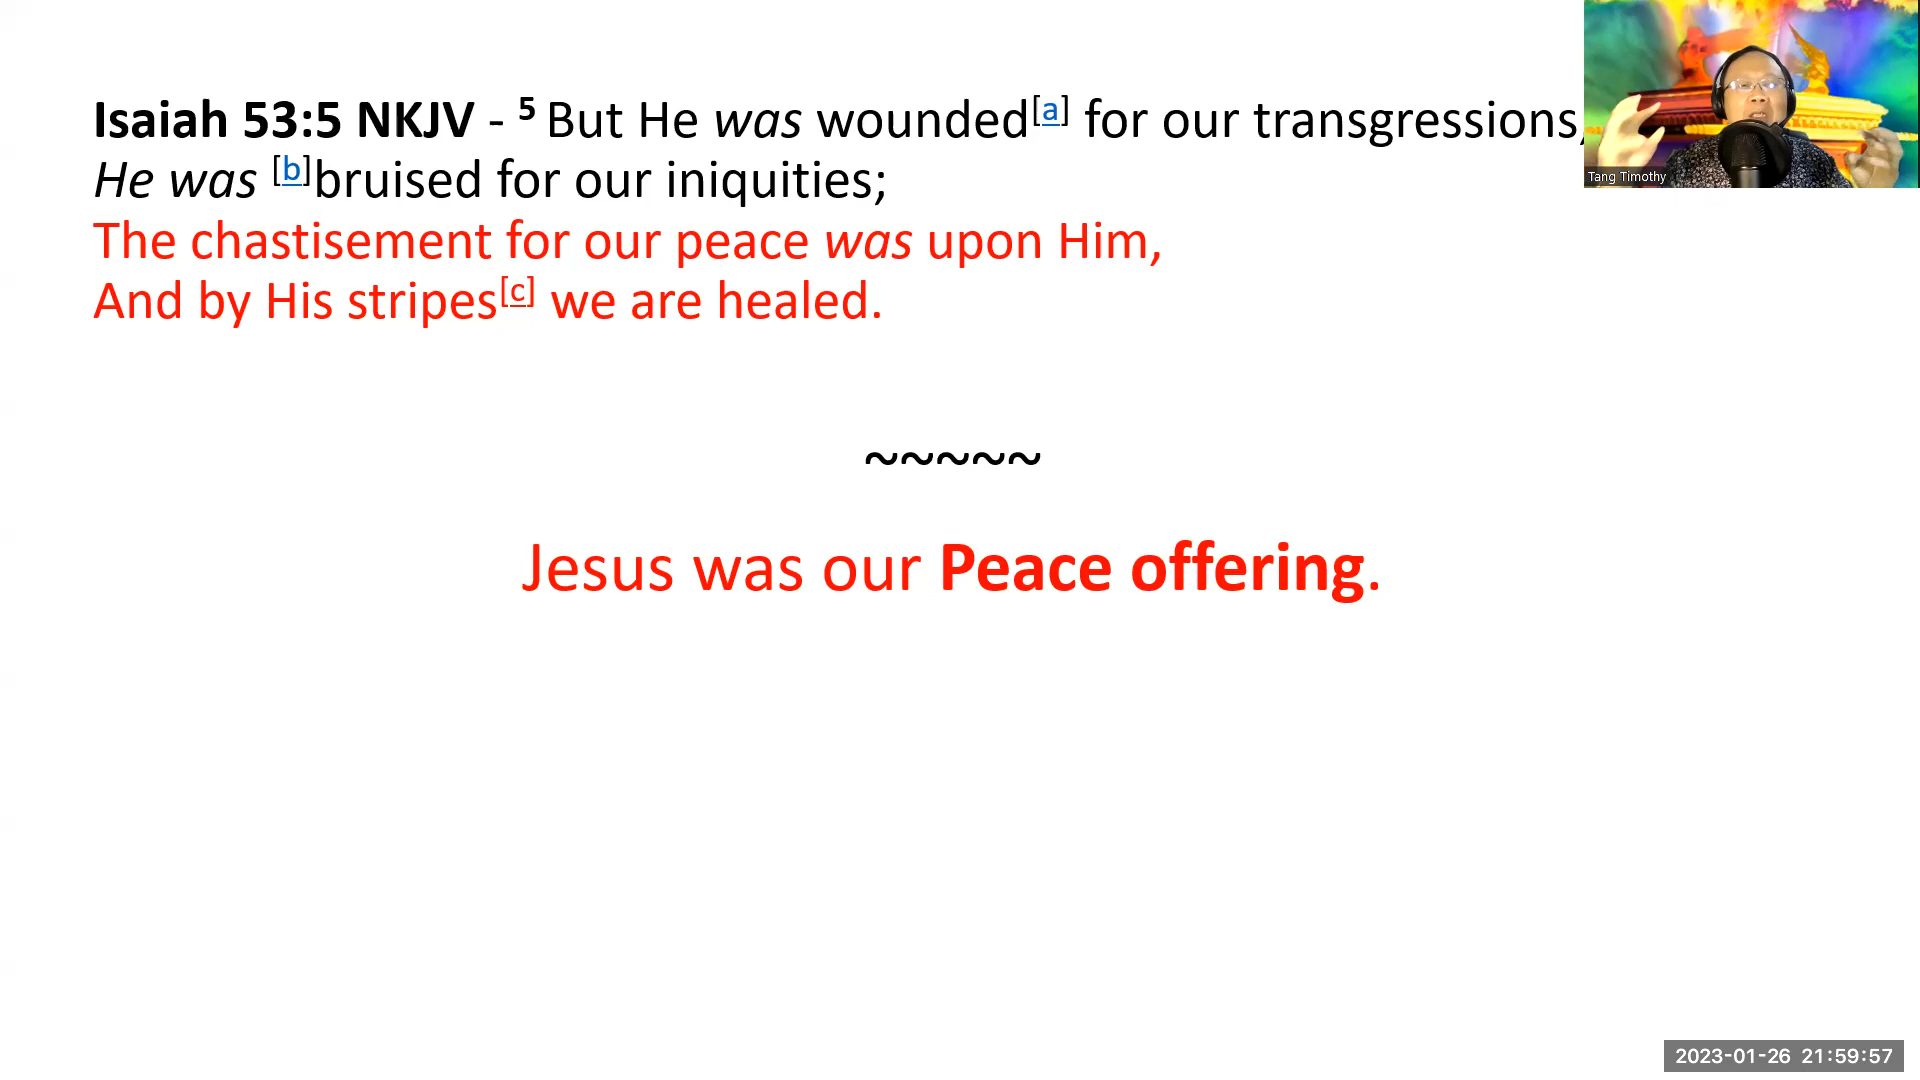 Isaiah 53:5 NKJV - 5 But He was wounded[a] for our transgressions,
He was [b]bruised for our iniquities;
The chastisement for our peace was upon Him,
And by His stripes[c] we are healed.
~~~~~
Jesus was our Peace offering.
Tang Timothy
2023-01-26 21:59:57